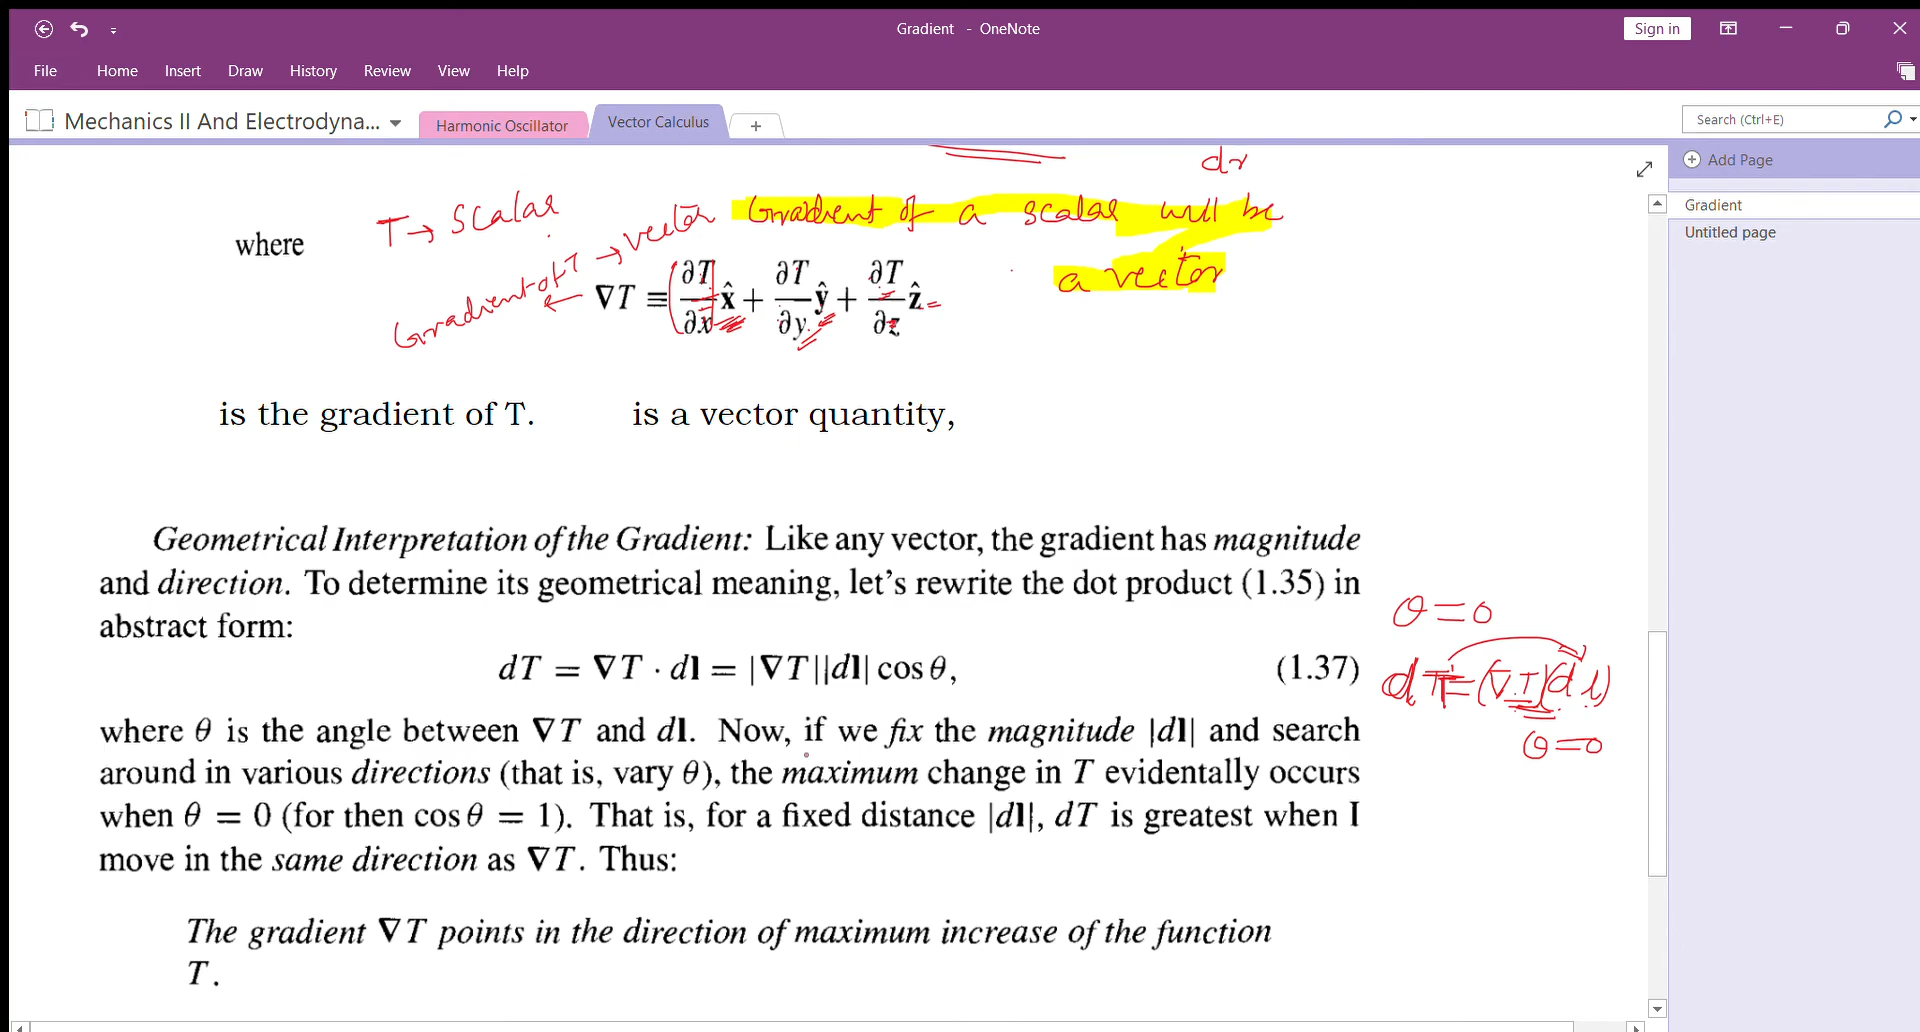 Gradient - OneNote
Sign in
File Home Insert Draw History Review View Help
Mechanics II And Electrodyna...
Harmonic Oscillator
Vector Calculus
+
Search (Ctrl+E)
Add Page
Gradient
Untitled page
dr
T → Scalar
Gradient of T → vector
Gradient of a scalar will be
a vector
where
∇T ≡ ∂T/∂x x̂ + ∂T/∂y ŷ + ∂T/∂z ẑ
is the gradient of T. is a vector quantity,
Geometrical Interpretation of the Gradient: Like any vector, the gradient has magnitude
and direction. To determine its geometrical meaning, let's rewrite the dot product (1.35) in
abstract form:
dT = ∇T · dl = |∇T||dl| cos θ, (1.37)
where θ is the angle between ∇T and dl. Now, if we fix the magnitude |dl| and search
around in various directions (that is, vary θ), the maximum change in T evidentally occurs
when θ = 0 (for then cos θ = 1). That is, for a fixed distance |dl|, dT is greatest when I
move in the same direction as ∇T. Thus:
The gradient ∇T points in the direction of maximum increase of the function
T.
θ = 0
dT = (∇T)(dl)
θ = 0